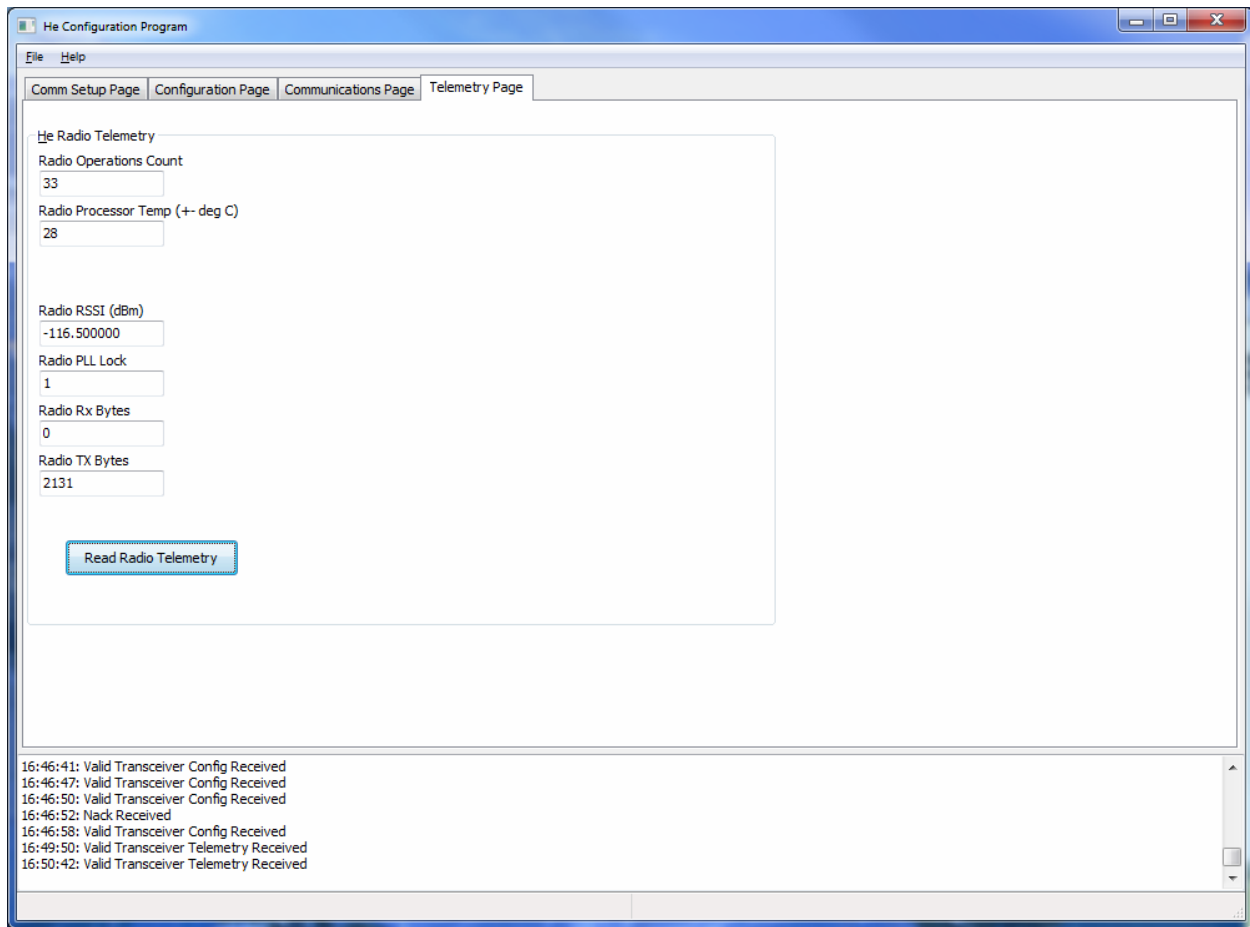 He Configuration Program
File Help
Comm Setup Page Configuration Page Communications Page Telemetry Page
He Radio Telemetry
Radio Operations Count
33
Radio Processor Temp (+- deg C)
28
Radio RSSI (dBm)
-116.500000
Radio PLL Lock
1
Radio Rx Bytes
0
Radio TX Bytes
2131
Read Radio Telemetry
16:46:41: Valid Transceiver Config Received
16:46:47: Valid Transceiver Config Received
16:46:50: Valid Transceiver Config Received
16:46:52: Nack Received
16:46:58: Valid Transceiver Config Received
16:49:50: Valid Transceiver Telemetry Received
16:50:42: Valid Transceiver Telemetry Received